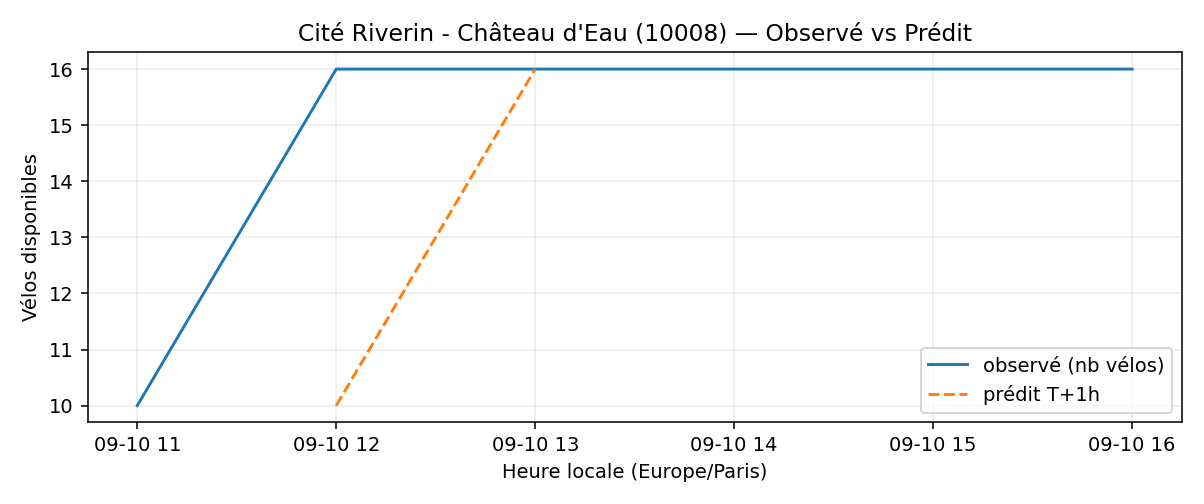 Cité Riverin - Château d'Eau (10008) — Observé vs Prédit
Vélos disponibles
16
15
14
13
12
11
10
observé (nb vélos)
prédit T+1h
09-10 11
09-10 12
09-10 13
09-10 14
09-10 15
09-10 16
Heure locale (Europe/Paris)